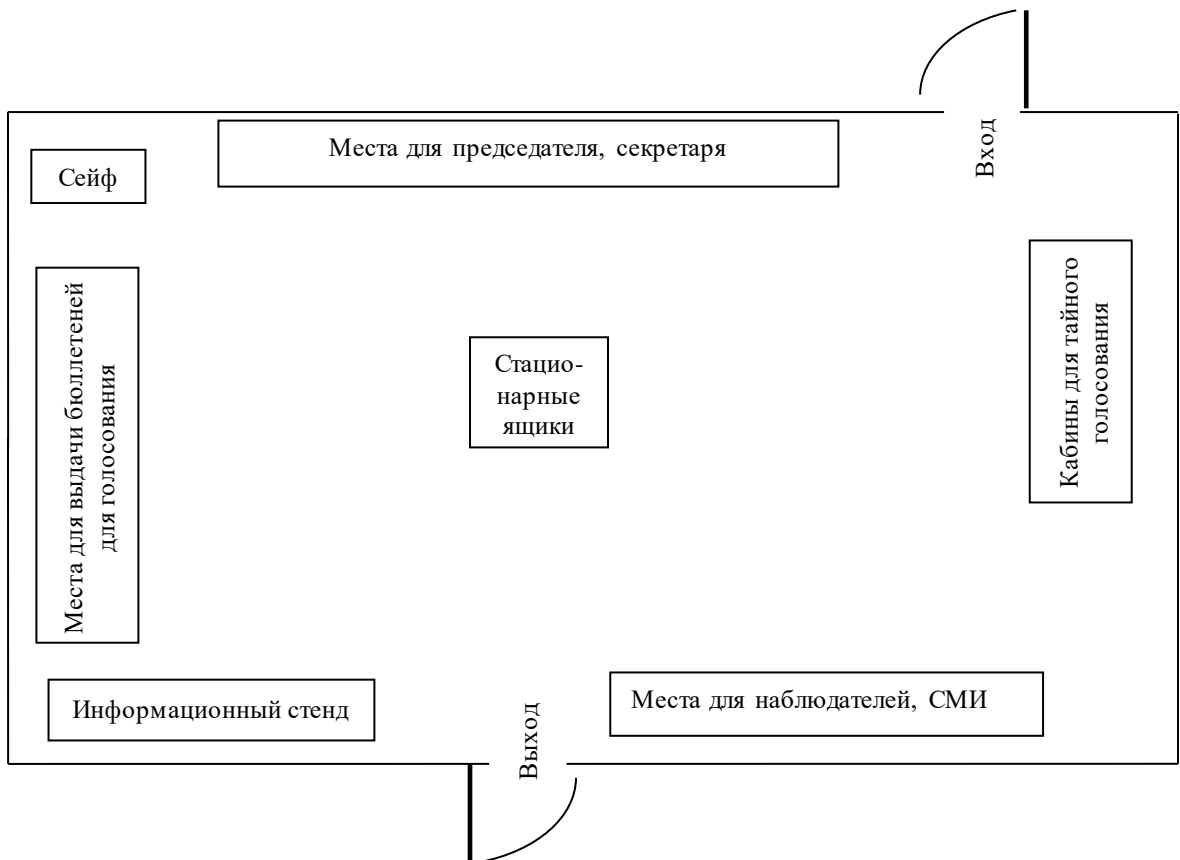 Места для председателя, секретаря
Вход
Сейф
Места для выдачи бюллетеней
для голосования
Стацио-
нарные
ящики
Кабины для тайного
голосования
Информационный стенд
Выход
Места для наблюдателей, СМИ